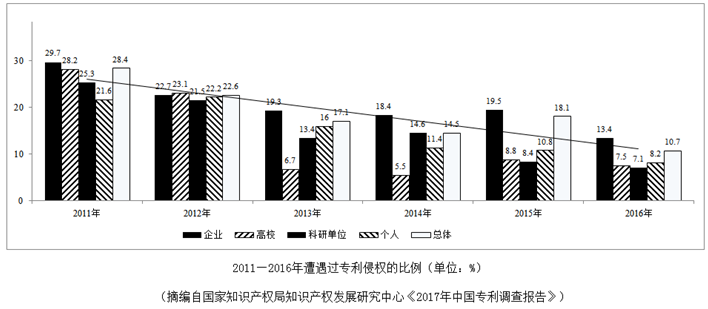 30
20
10
0
29.7 28.2 25.3 21.6 28.4
22.7 23.1 21.5 22.2 22.6
19.3 6.7 13.4 16 17.1
18.4 5.5 14.6 11.4 14.5
19.5 8.8 8.4 10.8 18.1
13.4 7.5 7.1 8.2 10.7
2011年 2012年 2013年 2014年 2015年 2016年
企业 高校 科研单位 个人 总体
2011—2016年遭遇过专利侵权的比例（单位：%）
（摘编自国家知识产权局知识产权发展研究中心《2017年中国专利调查报告》）